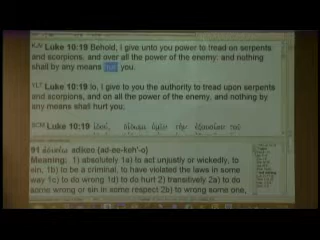 KJV Luke 10:19 Behold, I give unto you power to tread on serpents
and scorpions, and over all the power of the enemy: and nothing
shall by any means hurt you.
YLT Luke 10:19 lo, I give to you the authority to tread upon serpents
and scorpions, and on all the power of the enemy, and nothing by
any means shall hurt you;
Luke 10:19
91 adikeo {ad-ee-keh'-o}
Meaning: 1) absolutely 1a) to act unjustly or wickedly, to
sin, 1b) to be a criminal, to have violated the laws in some
way 1c) to do wrong 1d) to do hurt 2) transitively 2a) to do
some wrong or sin in some respect 2b) to wrong some one,